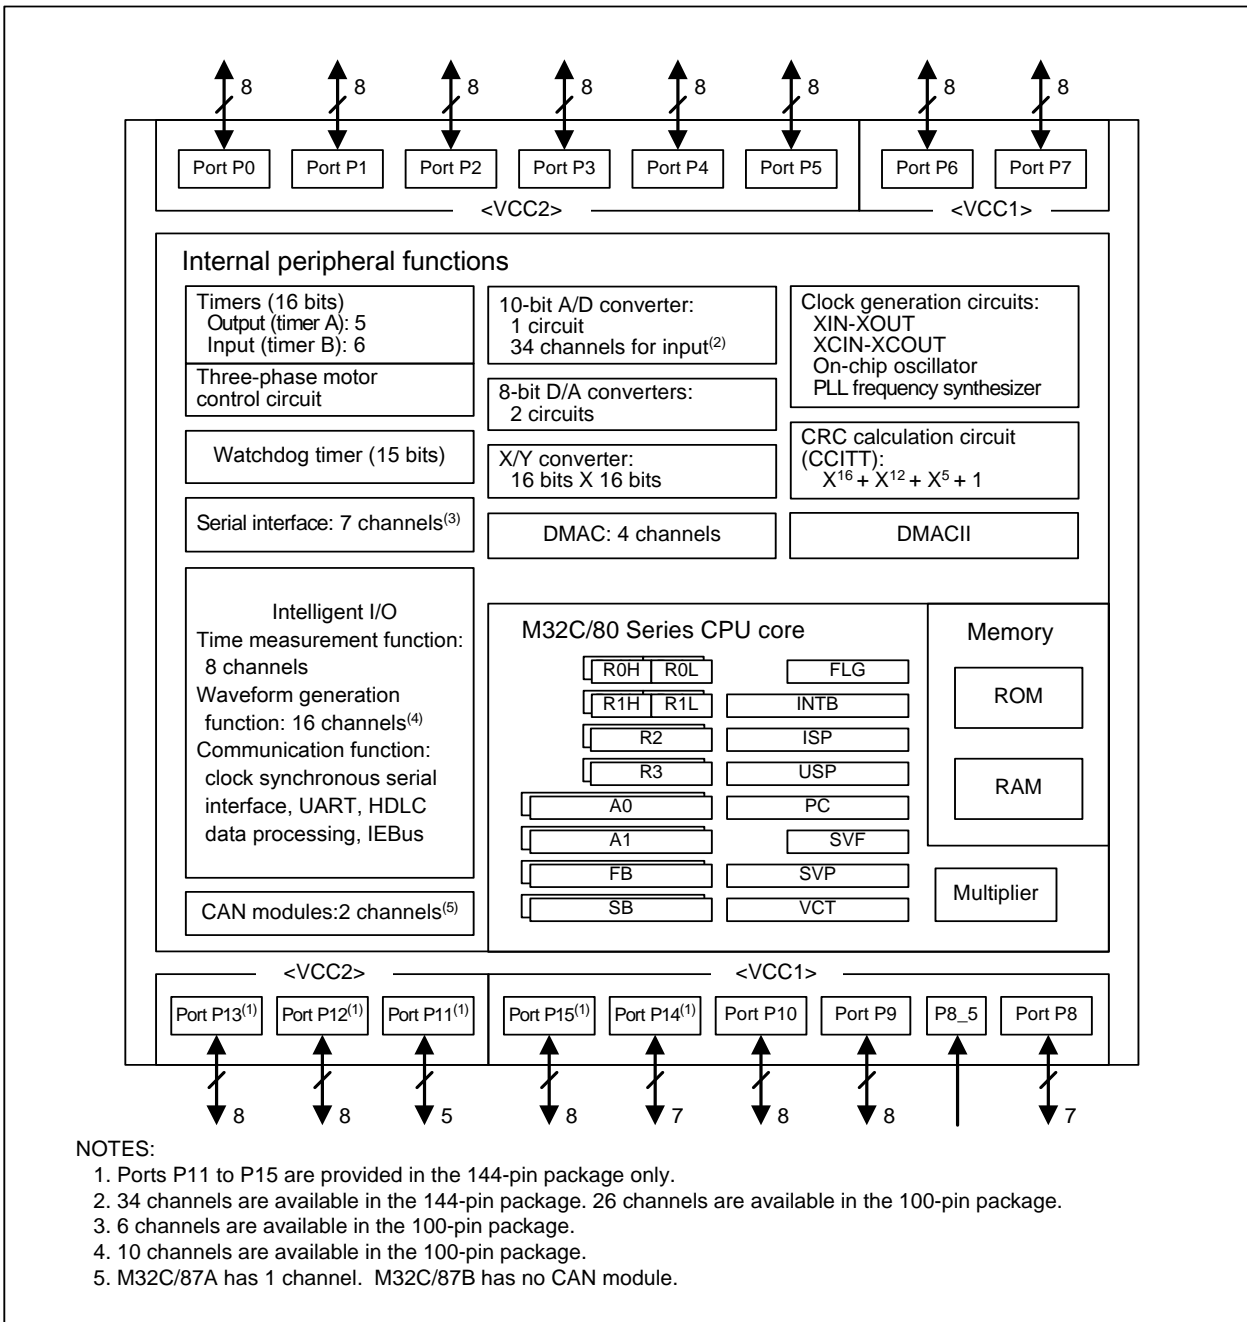 8 8 8 8 8 8 8 8
Port P0 Port P1 Port P2 Port P3 Port P4 Port P5 Port P6 Port P7
<VCC2> <VCC1>
Internal peripheral functions
Timers (16 bits)
Output (timer A): 5
Input (timer B): 6
Three-phase motor
control circuit
Watchdog timer (15 bits)
Serial interface: 7 channels(3)
Intelligent I/O
Time measurement function:
8 channels
Waveform generation
function: 16 channels(4)
Communication function:
clock synchronous serial
interface, UART, HDLC
data processing, IEBus
CAN modules:2 channels(5)
10-bit A/D converter:
1 circuit
34 channels for input(2)
8-bit D/A converters:
2 circuits
X/Y converter:
16 bits X 16 bits
DMAC: 4 channels
Clock generation circuits:
XIN-XOUT
XCIN-XCOUT
On-chip oscillator
PLL frequency synthesizer
CRC calculation circuit
(CCITT):
X16 + X12 + X5 + 1
DMACII
M32C/80 Series CPU core
R0H R0L FLG
R1H R1L INTB
R2 ISP
R3 USP
A0 PC
A1 SVF
FB SVP
SB VCT
Memory
ROM
RAM
Multiplier
<VCC2> <VCC1>
Port P13(1) Port P12(1) Port P11(1) Port P15(1) Port P14(1) Port P10 Port P9 P8_5 Port P8
8 8 5 8 7 8 8 7
NOTES:
1. Ports P11 to P15 are provided in the 144-pin package only.
2. 34 channels are available in the 144-pin package. 26 channels are available in the 100-pin package.
3. 6 channels are available in the 100-pin package.
4. 10 channels are available in the 100-pin package.
5. M32C/87A has 1 channel. M32C/87B has no CAN module.